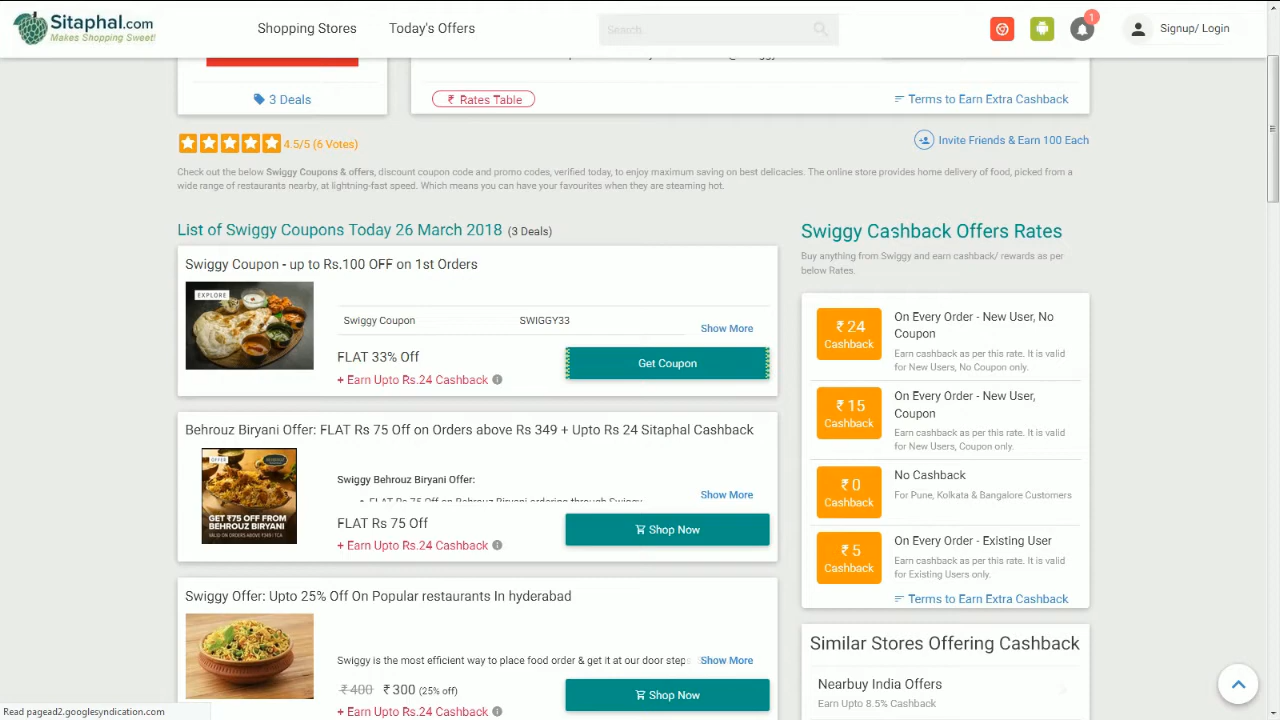 Sitaphal.com
Makes Shopping Sweet!
Shopping Stores
Today's Offers
Search...
1
Signup/ Login
3 Deals
₹ Rates Table
Terms to Earn Extra Cashback
4.5/5 (6 Votes)
Invite Friends & Earn 100 Each
Check out the below Swiggy Coupons & offers, discount coupon code and promo codes, verified today, to enjoy maximum saving on best delicacies. The online store provides home delivery of food, picked from a
wide range of restaurants nearby, at lightning-fast speed. Which means you can have your favourites when they are steaming hot.
List of Swiggy Coupons Today 26 March 2018 (3 Deals)
Swiggy Coupon - up to Rs.100 OFF on 1st Orders
EXPLORE
Swiggy Coupon SWIGGY33
Show More
FLAT 33% Off
Get Coupon
+ Earn Upto Rs.24 Cashback
Behrouz Biryani Offer: FLAT Rs 75 Off on Orders above Rs 349 + Upto Rs 24 Sitaphal Cashback
OFFER
GET ₹75 OFF FROM
BEHROUZ BIRYANI
VALID ON ORDERS ABOVE ₹349 | TCA
Swiggy Behrouz Biryani Offer:
FLAT Rs 75 Off on Behrouz Biryani ordering through Swiggy
Show More
FLAT Rs 75 Off
Shop Now
+ Earn Upto Rs.24 Cashback
Swiggy Offer: Upto 25% Off On Popular restaurants In hyderabad
Swiggy is the most efficient way to place food order & get it at our door steps
Show More
₹400 ₹300 (25% off)
Shop Now
+ Earn Upto Rs.24 Cashback
Swiggy Cashback Offers Rates
Buy anything from Swiggy and earn cashback/ rewards as per
below Rates.
₹ 24
Cashback
On Every Order - New User, No
Coupon
Earn cashback as per this rate. It is valid
for New Users, No Coupon only.
₹ 15
Cashback
On Every Order - New User,
Coupon
Earn cashback as per this rate. It is valid
for New Users, Coupon only.
₹ 0
Cashback
No Cashback
For Pune, Kolkata & Bangalore Customers
₹ 5
Cashback
On Every Order - Existing User
Earn cashback as per this rate. It is valid
for Existing Users only.
Terms to Earn Extra Cashback
Similar Stores Offering Cashback
Nearbuy India Offers
Earn Upto 8.5% Cashback
Read pagead2.googlesyndication.com